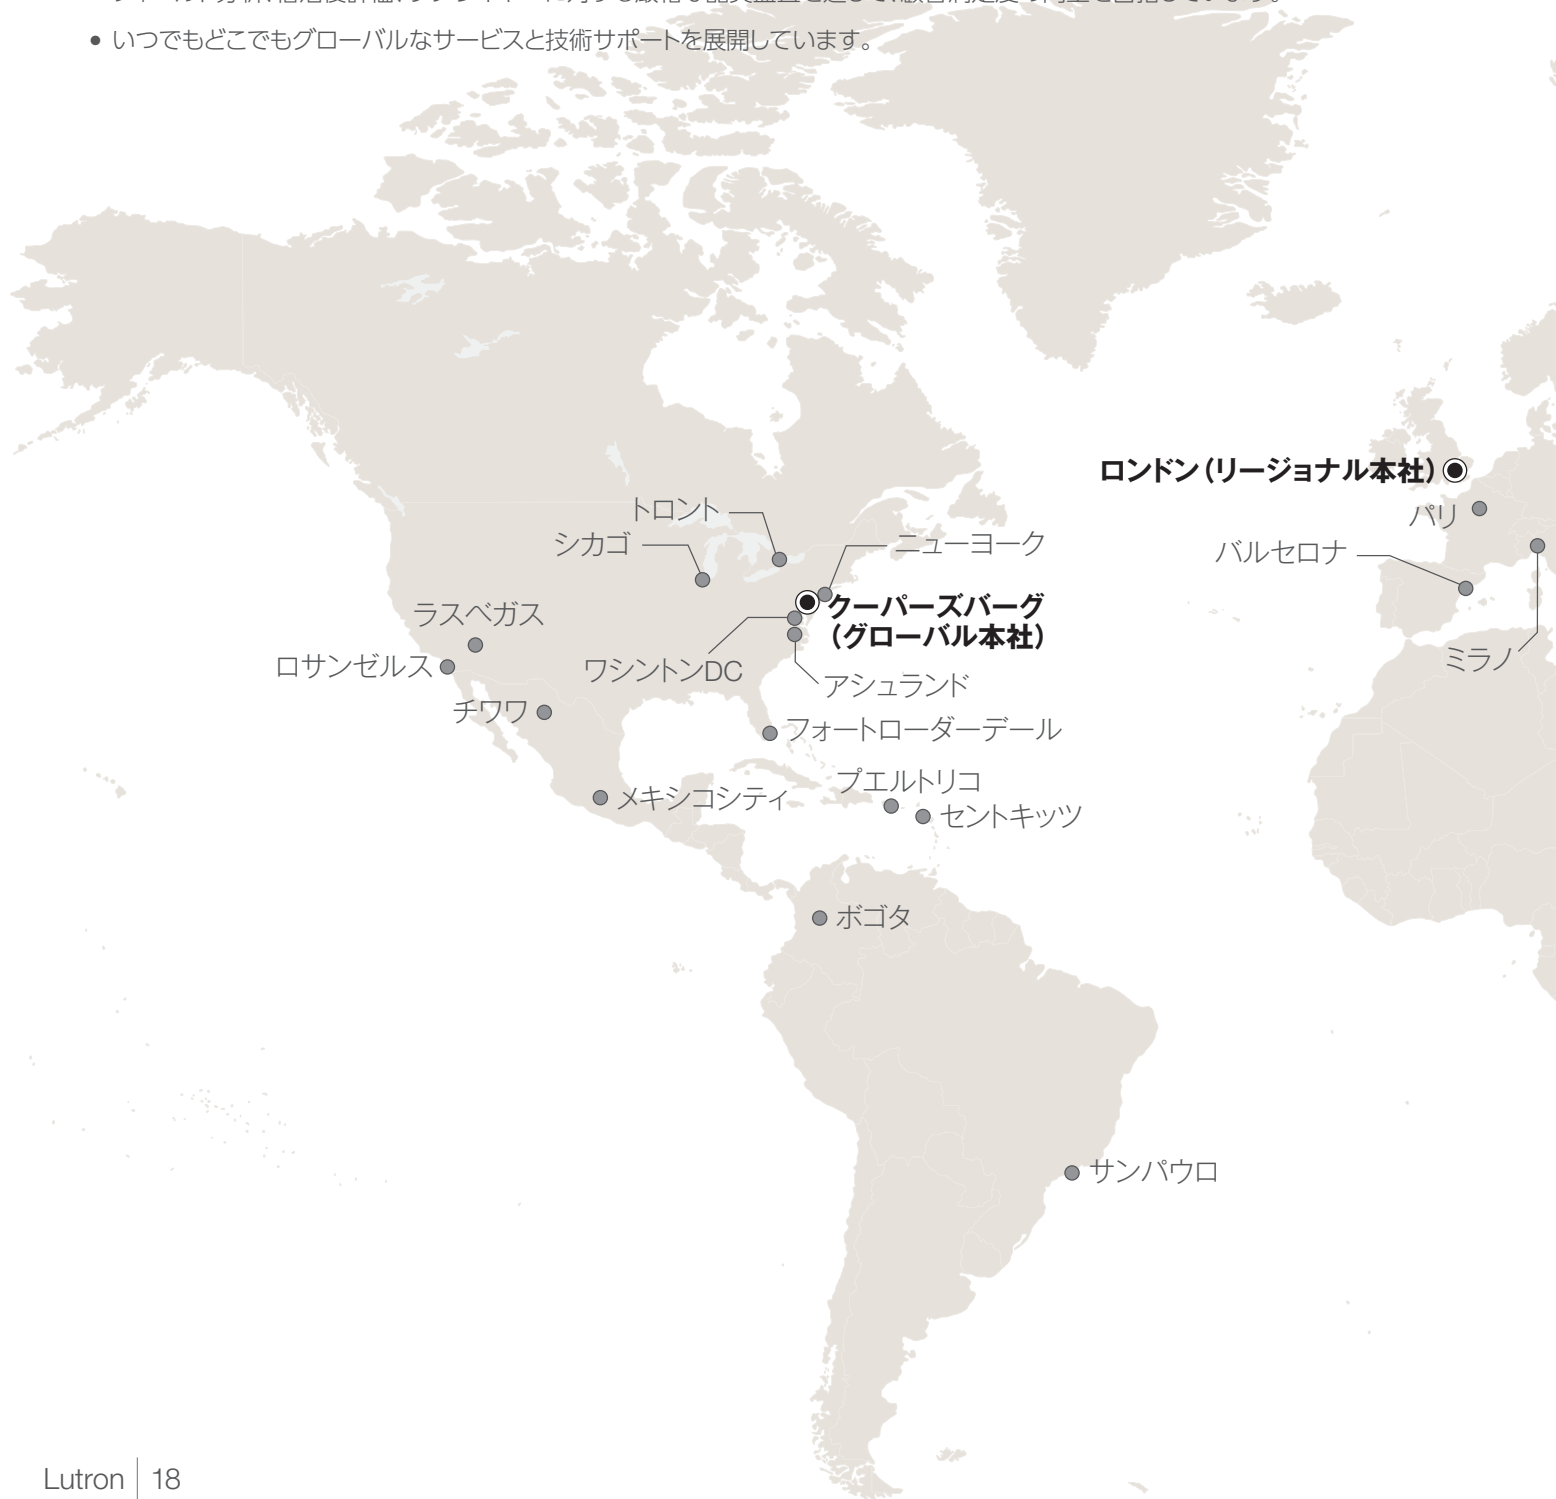 • いつでもどこでもグローバルなサービスと技術サポートを展開しています。
ロンドン（リージョナル本社）
トロント
パリ
シカゴ
ニューヨーク
バルセロナ
クーパーズバーグ
（グローバル本社）
ラスベガス
ロサンゼルス
ワシントンDC
ミラノ
アシュランド
チワワ
フォートローダーデール
プエルトリコ
メキシコシティ
セントキッツ
ボゴタ
サンパウロ
Lutron | 18